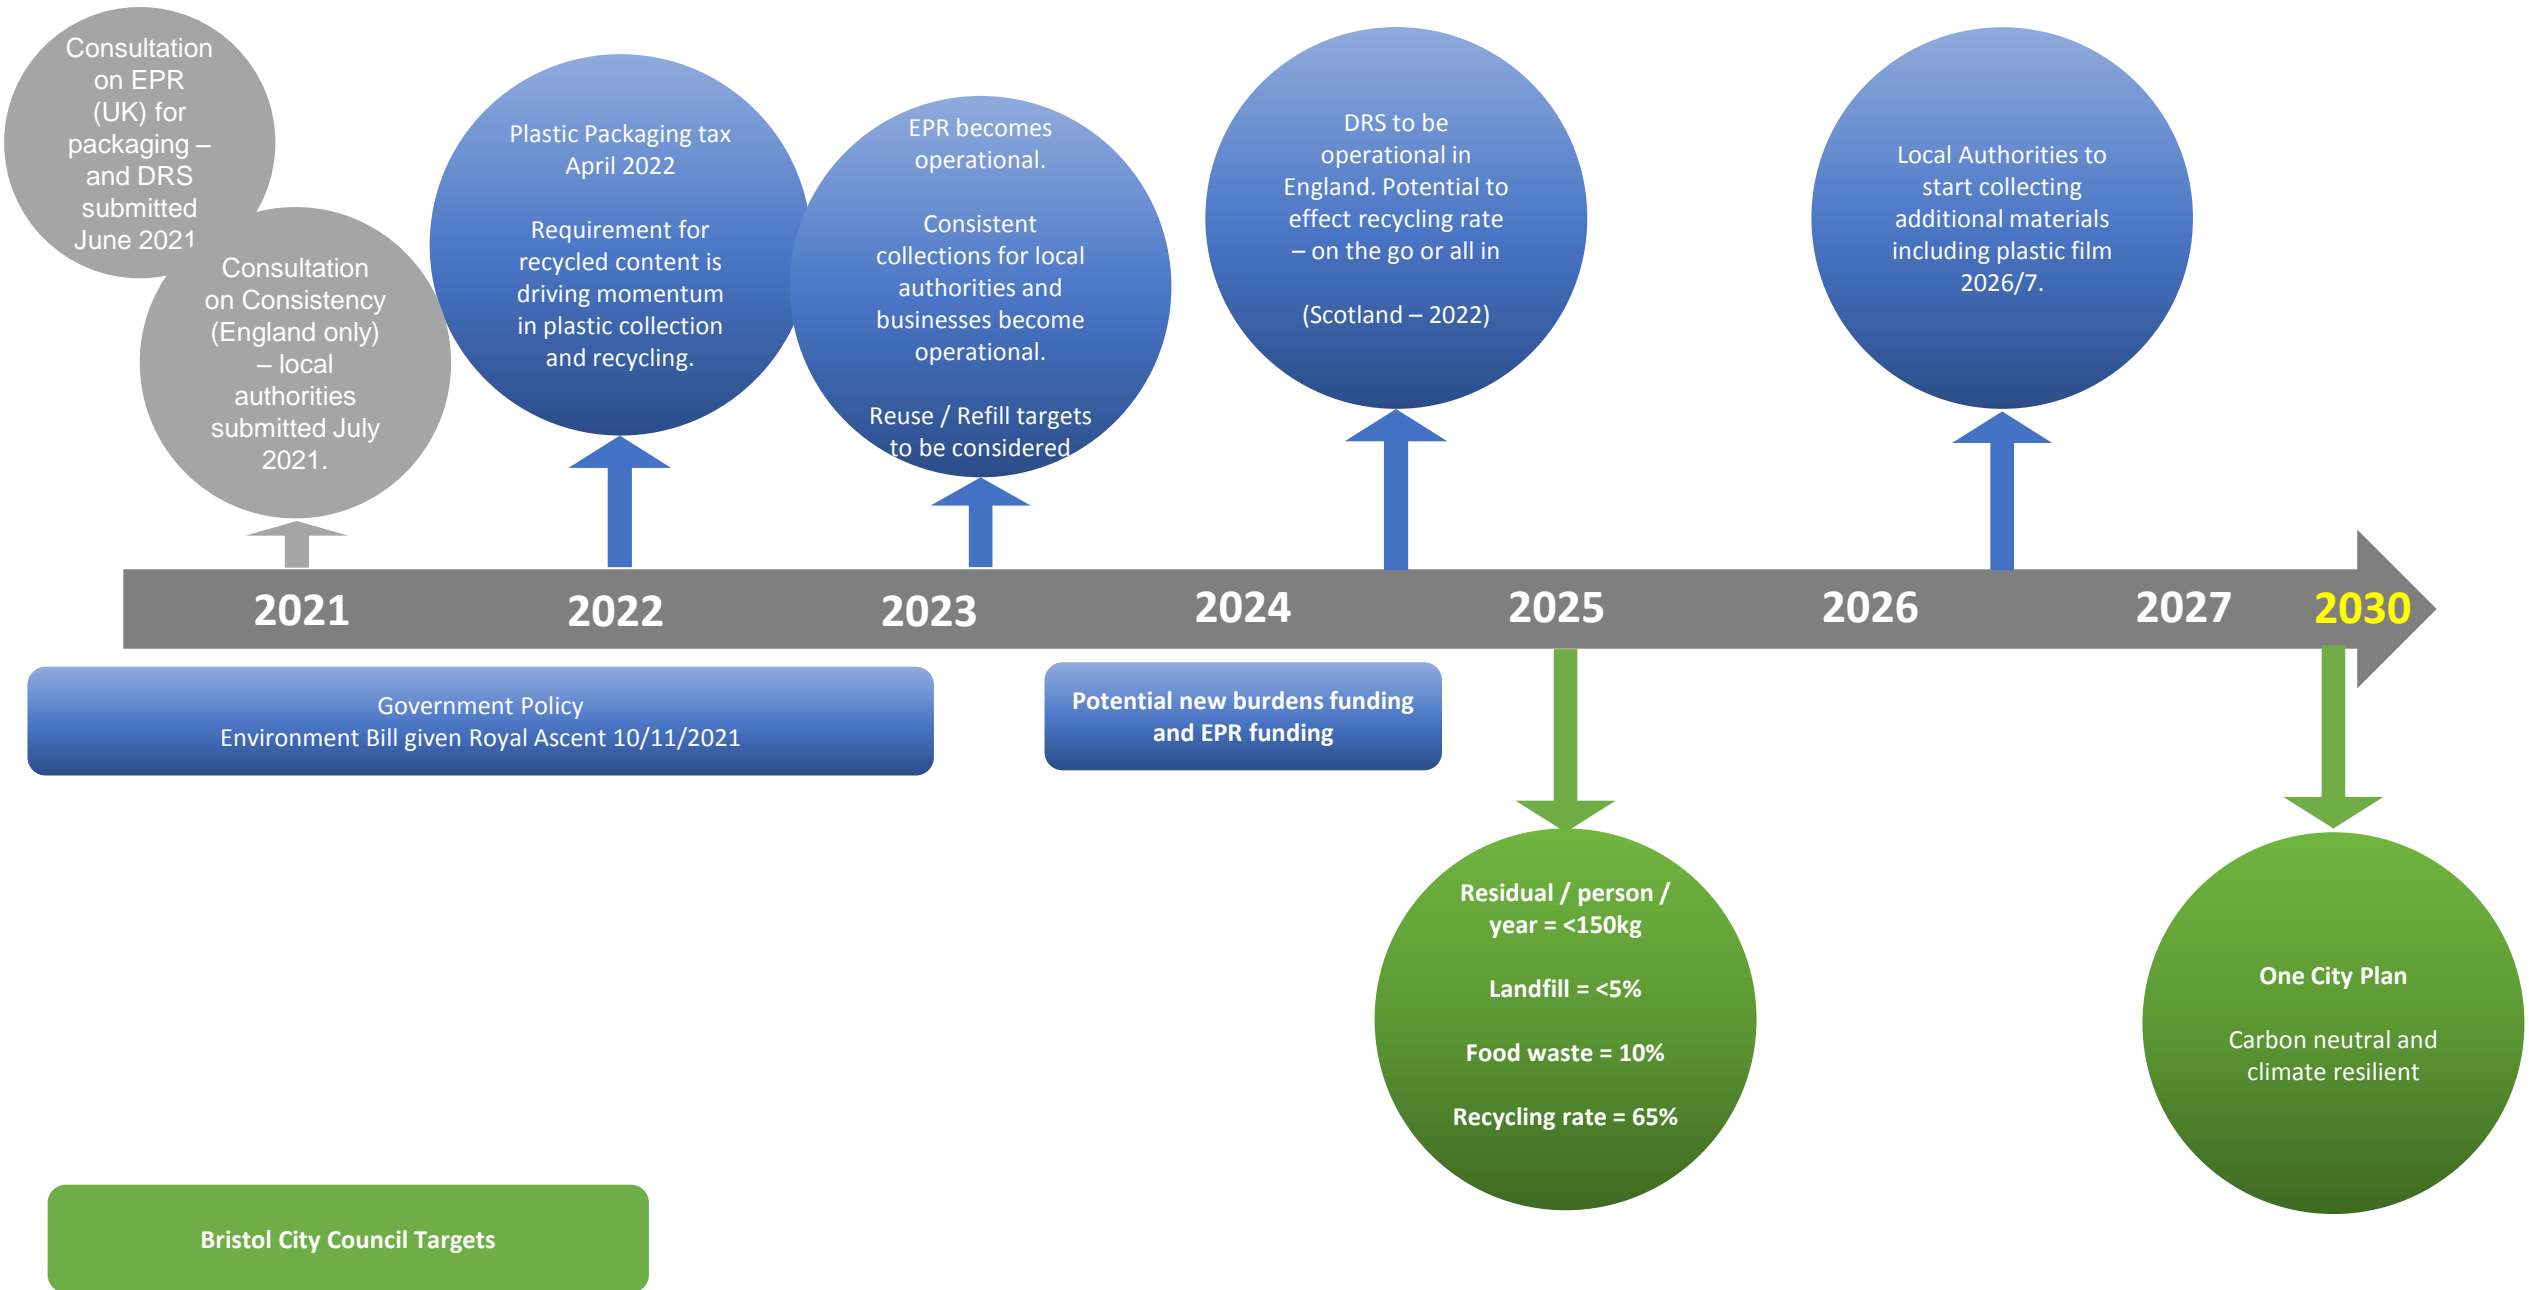 Consultation
on EPR
(UK) for
packaging –
and DRS
submitted
June 2021
Consultation
on Consistency
(England only)
– local
authorities
submitted July
2021.
Plastic Packaging tax
April 2022
Requirement for
recycled content is
driving momentum
in plastic collection
and recycling.
EPR becomes
operational.
Consistent
collections for local
authorities and
businesses become
operational.
Reuse / Refill targets
to be considered
DRS to be
operational in
England. Potential to
effect recycling rate
– on the go or all in
(Scotland – 2022)
Local Authorities to
start collecting
additional materials
including plastic film
2026/7.
2021
2022
2023
2024
2025
2026
2027
2030
Government Policy
Environment Bill given Royal Ascent 10/11/2021
Potential new burdens funding
and EPR funding
Residual / person /
year = <150kg
Landfill = <5%
Food waste = 10%
Recycling rate = 65%
One City Plan
Carbon neutral and
climate resilient
Bristol City Council Targets